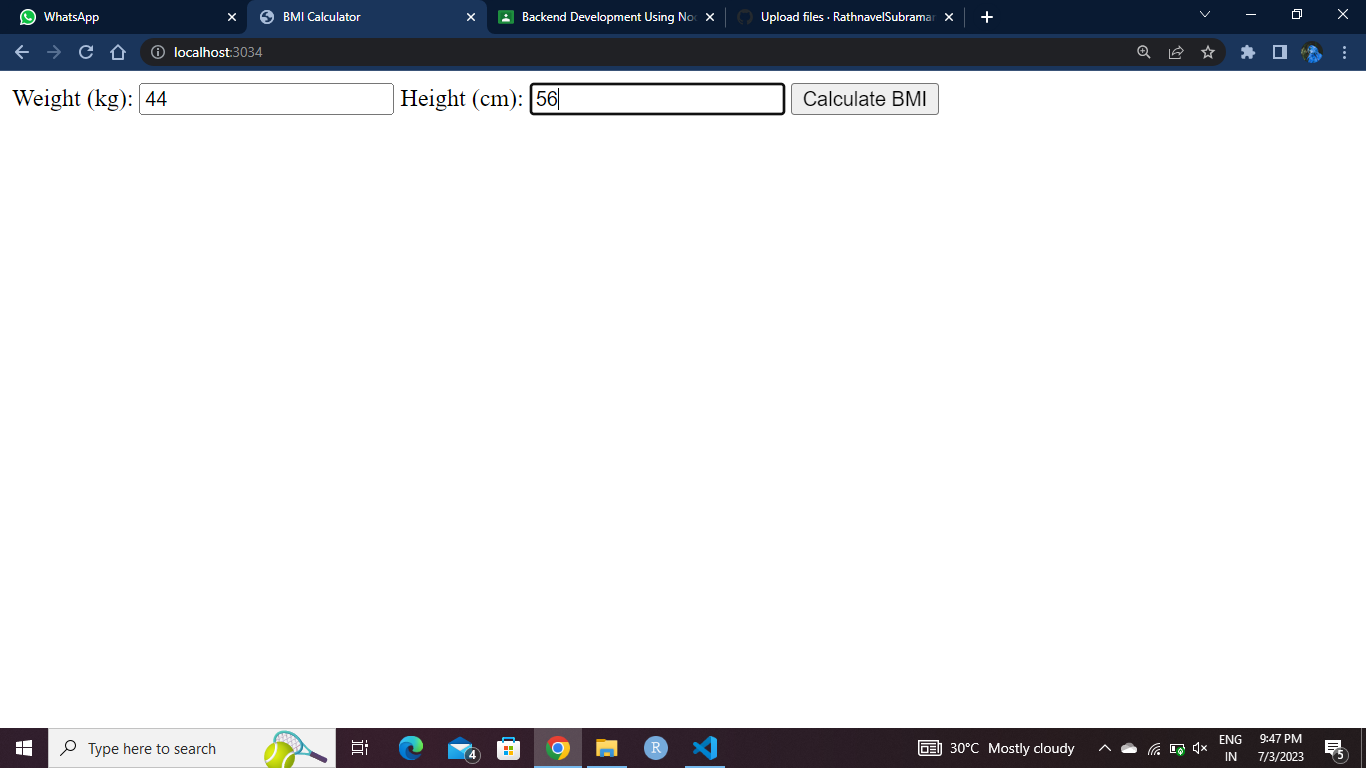 WhatsApp
BMI Calculator
Backend Development Using No
Upload files · RathnavelSubramar
localhost:3034
Weight (kg): 44 Height (cm): 56 Calculate BMI
Type here to search
4
R
30°C Mostly cloudy
ENG
IN
9:47 PM
7/3/2023
5